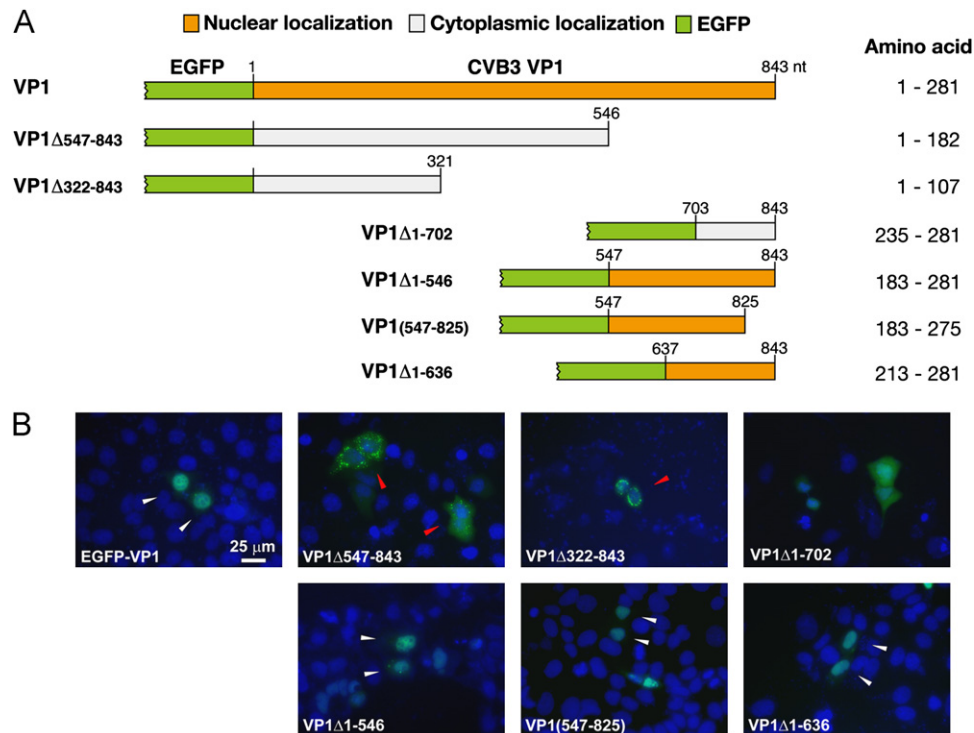 A
Nuclear localization Cytoplasmic localization EGFP
Amino acid
EGFP 1 CVB3 VP1 843 nt
VP1 1 - 281
546
VP1Δ547-843 1 - 182
321
VP1Δ322-843 1 - 107
703 843
VP1Δ1-702 235 - 281
547 843
VP1Δ1-546 183 - 281
547 825
VP1(547-825) 183 - 275
637 843
VP1Δ1-636 213 - 281
B
EGFP-VP1 25 μm VP1Δ547-843 VP1Δ322-843 VP1Δ1-702
VP1Δ1-546 VP1(547-825) VP1Δ1-636